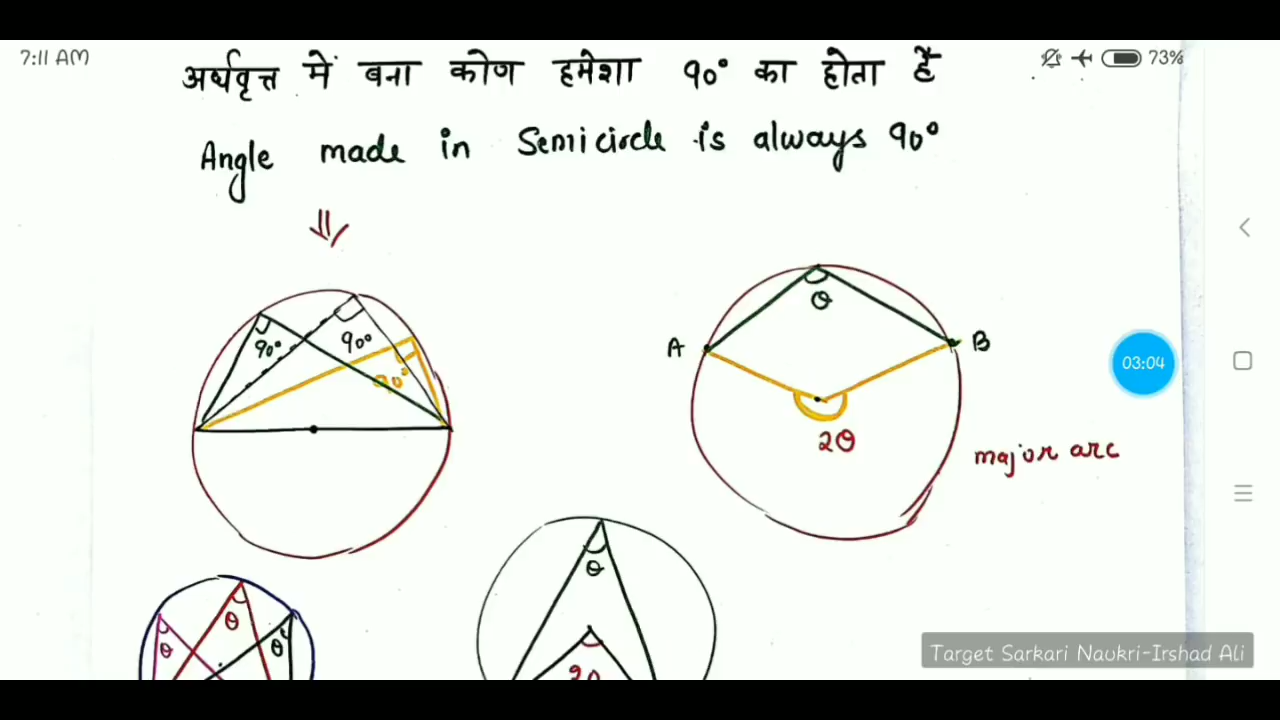 7:11 AM
73%
अर्धवृत्त में बना कोण हमेशा 90° का होता है
Angle made in Semicircle is always 90°
90°
90°
90°
θ
A
B
2θ
major arc
03:04
θ
2θ
θ
θ
θ
Target Sarkari Naukri-Irshad Ali